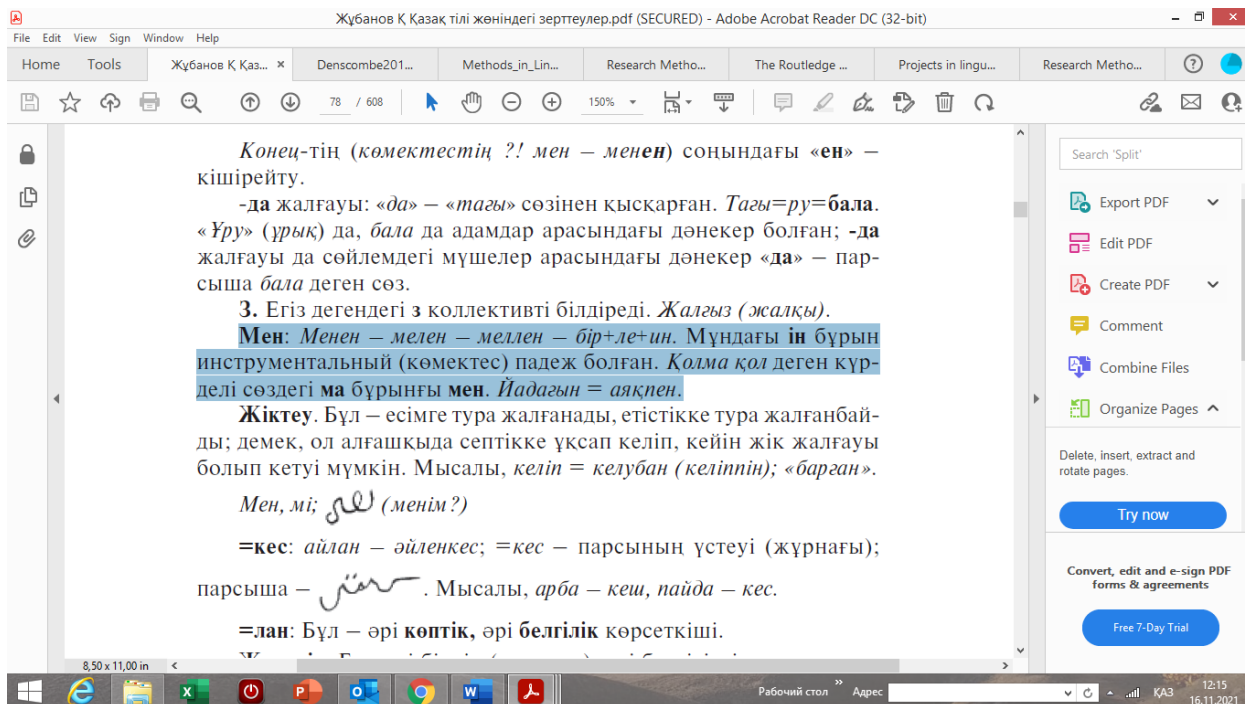 Жұбанов Қ Қазақ тілі жөніндегі зерттеулер.pdf (SECURED) - Adobe Acrobat Reader DC (32-bit)
File Edit View Sign Window Help
Home Tools Жұбанов Қ Қаз... × Denscombe201... Methods_in_Lin... Research Metho... The Routledge ... Projects in lingu... Research Metho...
78 / 608 150%
Конец-тің (көмектестің ?! мен – менен) соңындағы «ен» –
кішірейту.
-да жалғауы: «да» – «тағы» сөзінен қысқарған. Тағы=ру=бала.
«Ұру» (ұрық) да, бала да адамдар арасындағы дәнекер болған; -да
жалғауы да сөйлемдегі мүшелер арасындағы дәнекер «да» – пар-
сыша бала деген сөз.
З. Егіз дегендегі з коллективті білдіреді. Жалғыз (жалқы).
Мен: Менен – мелен – меллен – бір+ле+ин. Мұндағы ін бұрын
инструментальный (көмектес) падеж болған. Қолма қол деген күр-
делі сөздегі ма бұрынғы мен. Йадағын = аяқпен.
Жіктеу. Бұл – есімге тура жалғанады, етістікке тура жалғанбай-
ды; демек, ол алғашқыда септікке ұқсап келіп, кейін жік жалғауы
болып кетуі мүмкін. Мысалы, келіп = келубан (келіппін); «барған».
Мен, мі; (менім?)
=кес: айлан – әйленкес; =кес – парсының үстеуі (жұрнағы);
парсыша – . Мысалы, арба – кеш, пайда – кес.
=лан: Бұл – әрі көптік, әрі белгілік көрсеткіші.
8,50 x 11,00 in
Search 'Split'
Export PDF
Edit PDF
Create PDF
Comment
Combine Files
Organize Pages
Delete, insert, extract and
rotate pages.
Try now
Convert, edit and e-sign PDF
forms & agreements
Free 7-Day Trial
Рабочий стол » Адрес ҚАЗ 12:15
16.11.2021